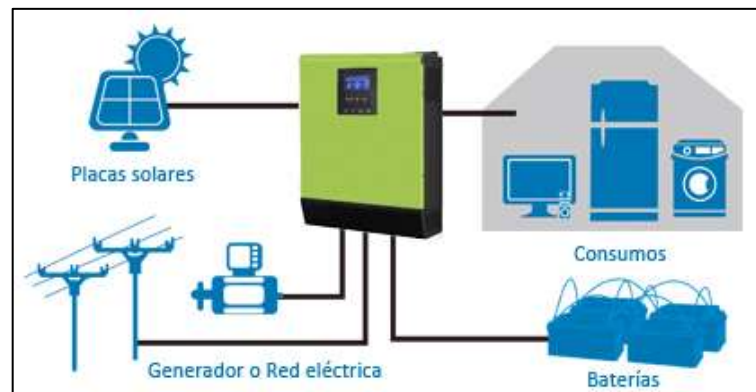 Placas solares
Consumos
Generador o Red eléctrica
Baterías